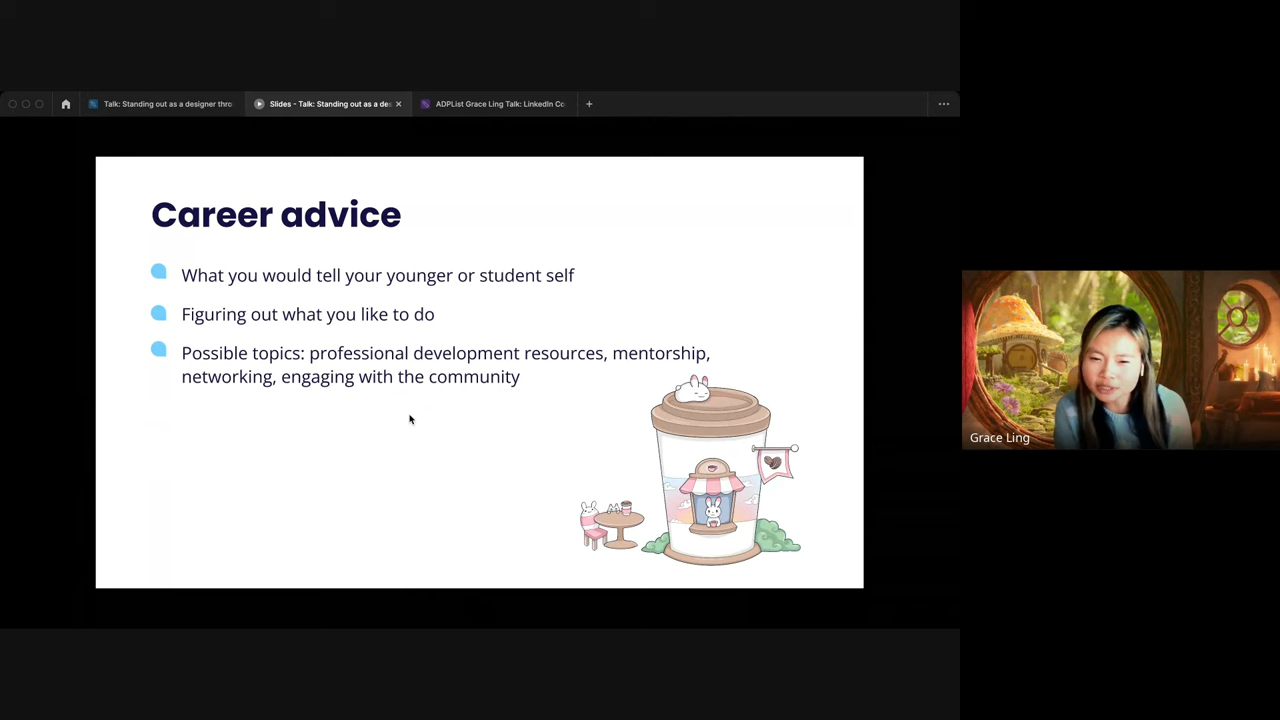 Talk: Standing out as a designer thro
Slides - Talk: Standing out as a des
ADPList Grace Ling Talk: LinkedIn Co
Career advice
What you would tell your younger or student self
Figuring out what you like to do
Possible topics: professional development resources, mentorship,
networking, engaging with the community
Grace Ling